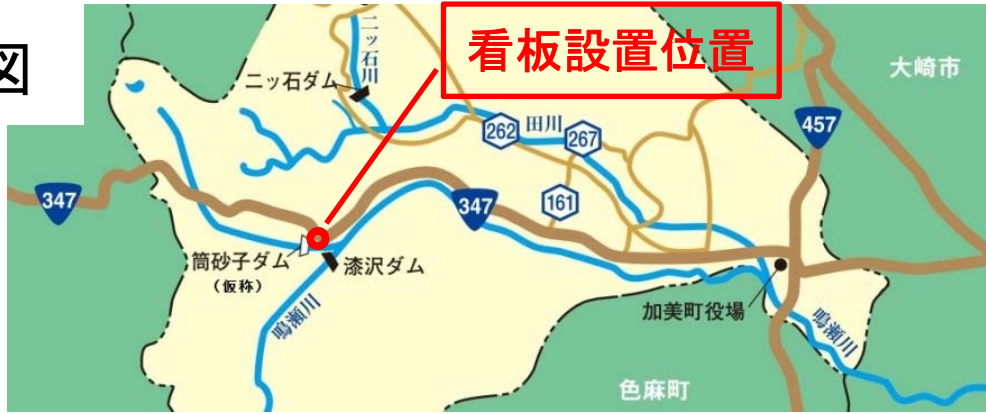 図
看板設置位置
二ッ石川
二ッ石ダム
大崎市
262
田川
267
457
347
161
347
筒砂子ダム
（仮称）
漆沢ダム
鳴瀬川
加美町役場
鳴瀬川
色麻町